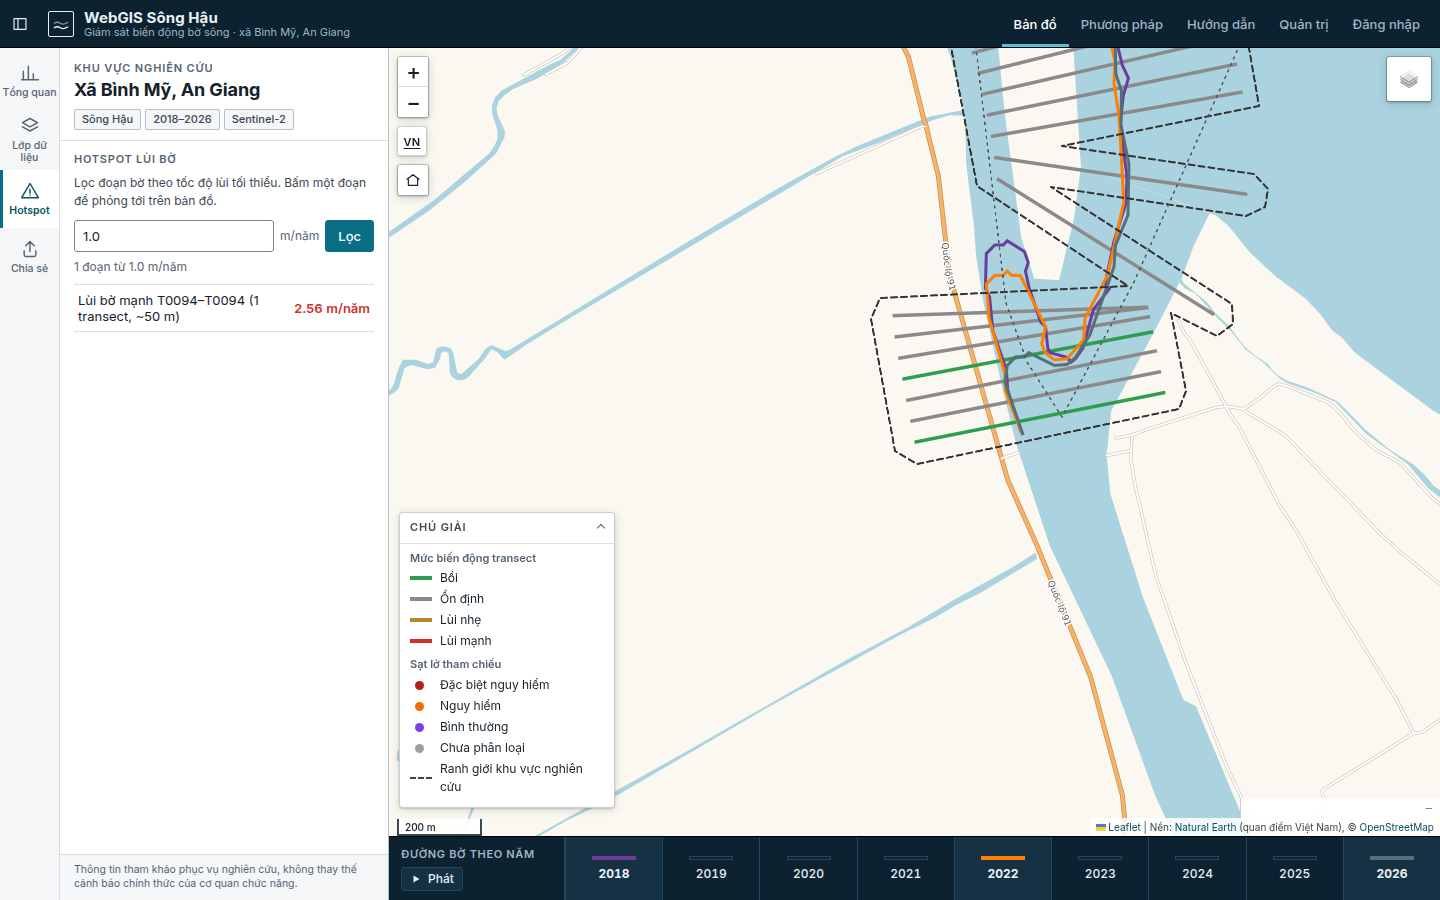 WebGIS Sông Hậu
Giám sát biến động bờ sông · xã Bình Mỹ, An Giang
Bản đồ
Phương pháp
Hướng dẫn
Quản trị
Đăng nhập
Tổng quan
Lớp dữ
liệu
Hotspot
Chia sẻ
KHU VỰC NGHIÊN CỨU
Xã Bình Mỹ, An Giang
Sông Hậu
2018–2026
Sentinel-2
HOTSPOT LÙI BỜ
Lọc đoạn bờ theo tốc độ lùi tối thiểu. Bấm một đoạn
để phóng tới trên bản đồ.
1.0
m/năm
Lọc
1 đoạn từ 1.0 m/năm
Lùi bờ mạnh T0094–T0094 (1
transect, ~50 m)
2.56 m/năm
Thông tin tham khảo phục vụ nghiên cứu, không thay thế
cảnh báo chính thức của cơ quan chức năng.
+
−
VN
Quốc lộ 91
Quốc lộ 91
CHÚ GIẢI
Mức biến động transect
Bồi
Ổn định
Lùi nhẹ
Lùi mạnh
Sạt lở tham chiếu
Đặc biệt nguy hiểm
Nguy hiểm
Bình thường
Chưa phân loại
Ranh giới khu vực nghiên
cứu
200 m
–
Leaflet | Nền: Natural Earth (quan điểm Việt Nam), © OpenStreetMap
ĐƯỜNG BỜ THEO NĂM
Phát
2018
2019
2020
2021
2022
2023
2024
2025
2026